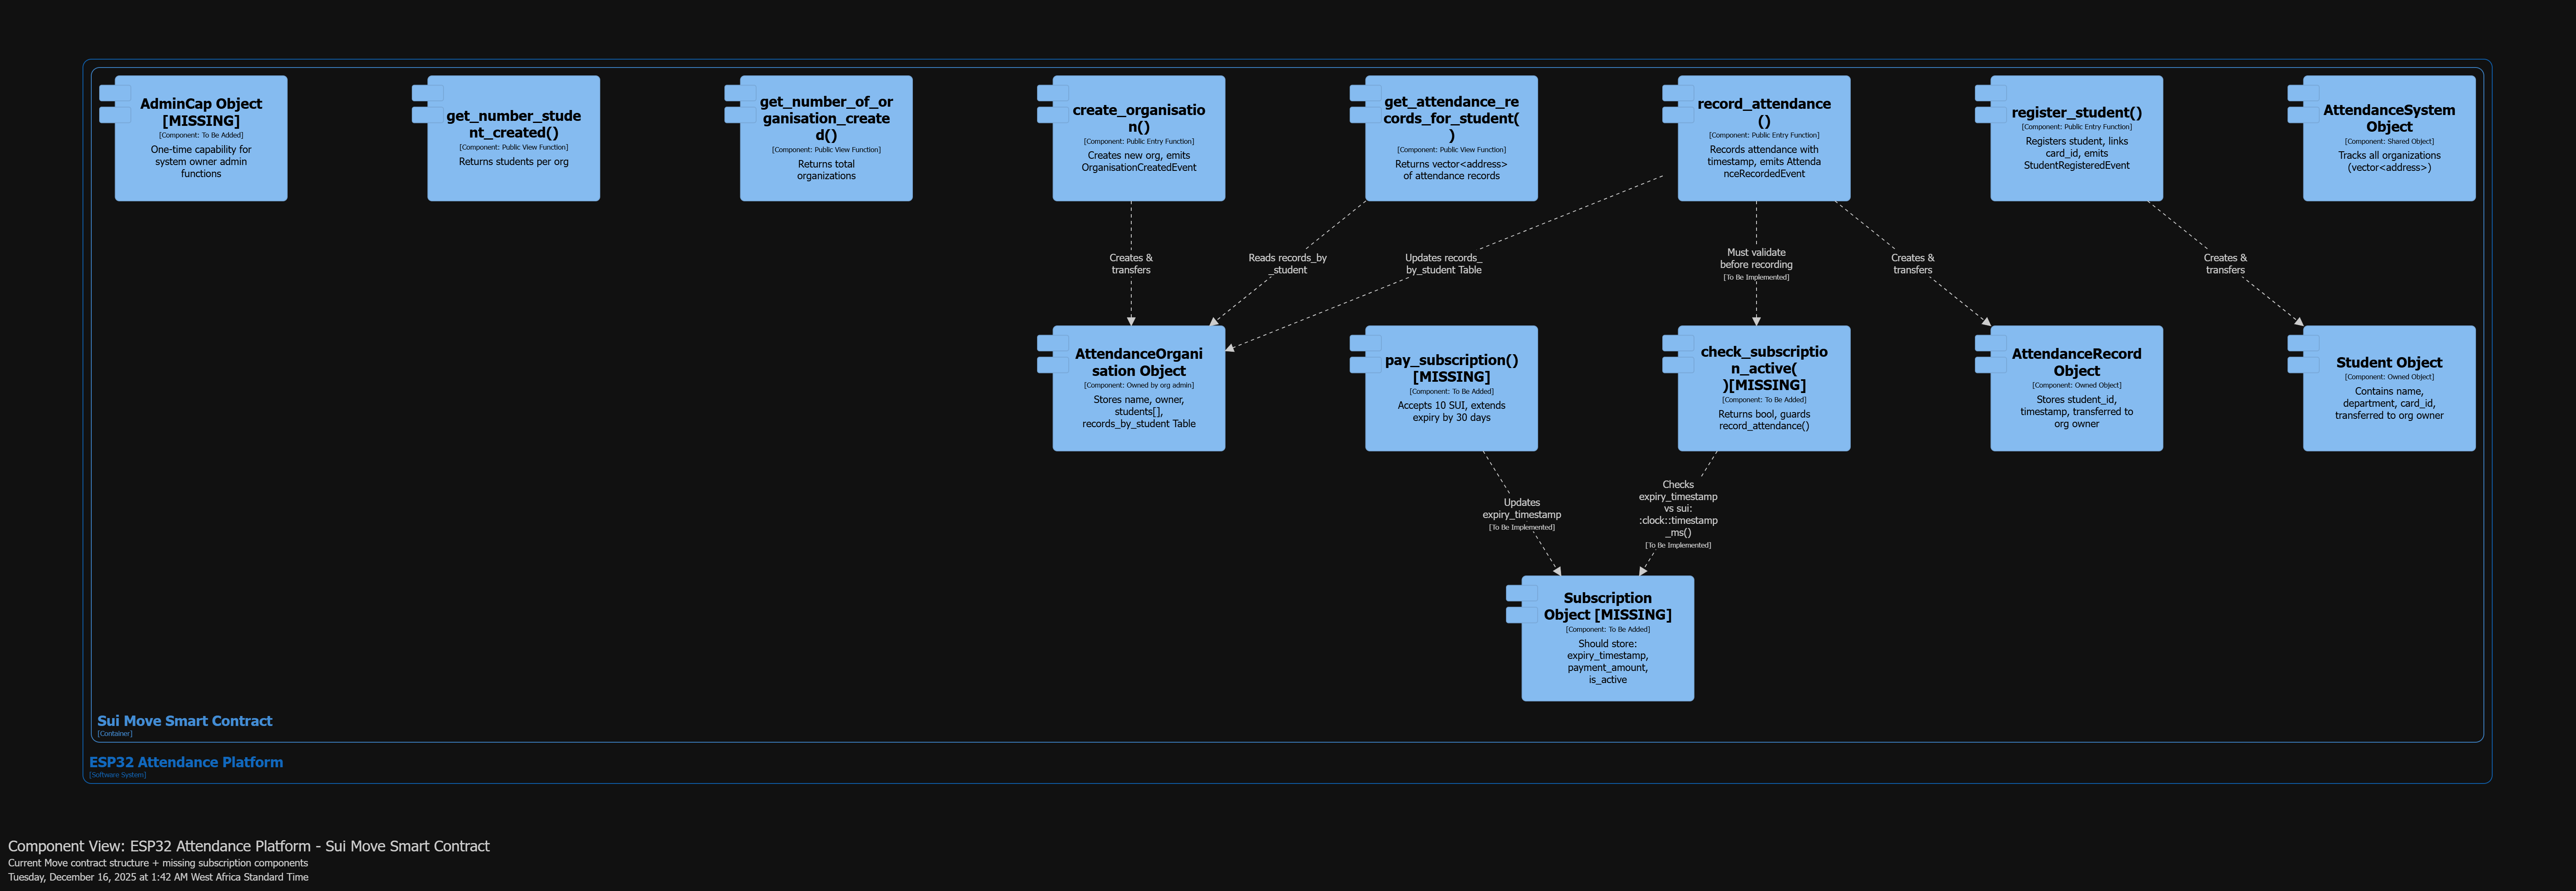 AdminCap Object
[MISSING]
[Component: To Be Added]
One-time capability for
system owner admin
functions
get_number_stude
nt_created()
[Component: Public View Function]
Returns students per org
get_number_of_or
ganisation_create
d()
[Component: Public View Function]
Returns total
organizations
create_organisatio
n()
[Component: Public Entry Function]
Creates new org, emits
OrganisationCreatedEvent
get_attendance_re
cords_for_student(
)
[Component: Public View Function]
Returns vector<address>
of attendance records
record_attendance
()
[Component: Public Entry Function]
Records attendance with
timestamp, emits Attenda
nceRecordedEvent
register_student()
[Component: Public Entry Function]
Registers student, links
card_id, emits
StudentRegisteredEvent
AttendanceSystem
Object
[Component: Shared Object]
Tracks all organizations
(vector<address>)
Creates &
transfers
Reads records_by
_student
Updates records_
by_student Table
Must validate
before recording
[To Be Implemented]
Creates &
transfers
Creates &
transfers
AttendanceOrgani
sation Object
[Component: Owned by org admin]
Stores name, owner,
students[],
records_by_student Table
pay_subscription()
[MISSING]
[Component: To Be Added]
Accepts 10 SUI, extends
expiry by 30 days
check_subscriptio
n_active(
)[MISSING]
[Component: To Be Added]
Returns bool, guards
record_attendance()
AttendanceRecord
Object
[Component: Owned Object]
Stores student_id,
timestamp, transferred to
org owner
Student Object
[Component: Owned Object]
Contains name,
department, card_id,
transferred to org owner
Updates
expiry_timestamp
[To Be Implemented]
Checks
expiry_timestamp
vs sui:
:clock::timestamp
_ms()
[To Be Implemented]
Subscription
Object [MISSING]
[Component: To Be Added]
Should store:
expiry_timestamp,
payment_amount,
is_active
Sui Move Smart Contract
[Container]
ESP32 Attendance Platform
[Software System]
Component View: ESP32 Attendance Platform - Sui Move Smart Contract
Current Move contract structure + missing subscription components
Tuesday, December 16, 2025 at 1:42 AM West Africa Standard Time